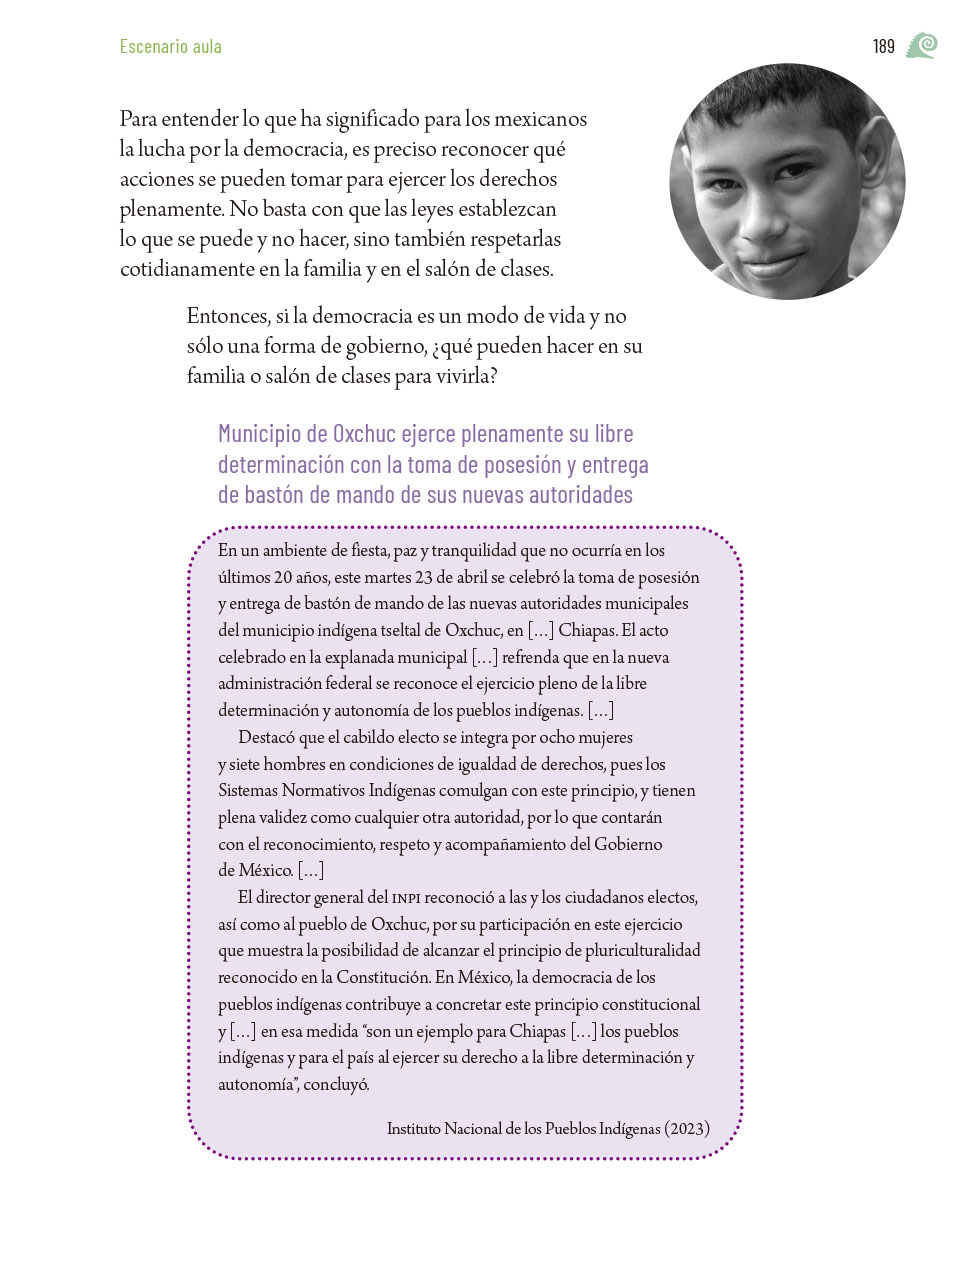 Escenario aula
189
Para entender lo que ha significado para los mexicanos
la lucha por la democracia, es preciso reconocer qué
acciones se pueden tomar para ejercer los derechos
plenamente. No basta con que las leyes establezcan
lo que se puede y no hacer, sino también respetarlas
cotidianamente en la familia y en el salón de clases.
Entonces, si la democracia es un modo de vida y no
sólo una forma de gobierno, ¿qué pueden hacer en su
familia o salón de clases para vivirla?
Municipio de Oxchuc ejerce plenamente su libre
determinación con la toma de posesión y entrega
de bastón de mando de sus nuevas autoridades
En un ambiente de fiesta, paz y tranquilidad que no ocurría en los
últimos 20 años, este martes 23 de abril se celebró la toma de posesión
y entrega de bastón de mando de las nuevas autoridades municipales
del municipio indígena tseltal de Oxchuc, en [...] Chiapas. El acto
celebrado en la explanada municipal [...] refrenda que en la nueva
administración federal se reconoce el ejercicio pleno de la libre
determinación y autonomía de los pueblos indígenas. [...]
Destacó que el cabildo electo se integra por ocho mujeres
y siete hombres en condiciones de igualdad de derechos, pues los
Sistemas Normativos Indígenas comulgan con este principio, y tienen
plena validez como cualquier otra autoridad, por lo que contarán
con el reconocimiento, respeto y acompañamiento del Gobierno
de México. [...]
El director general del INPI reconoció a las y los ciudadanos electos,
así como al pueblo de Oxchuc, por su participación en este ejercicio
que muestra la posibilidad de alcanzar el principio de pluriculturalidad
reconocido en la Constitución. En México, la democracia de los
pueblos indígenas contribuye a concretar este principio constitucional
y [...] en esa medida “son un ejemplo para Chiapas [...] los pueblos
indígenas y para el país al ejercer su derecho a la libre determinación y
autonomía”, concluyó.
Instituto Nacional de los Pueblos Indígenas (2023)